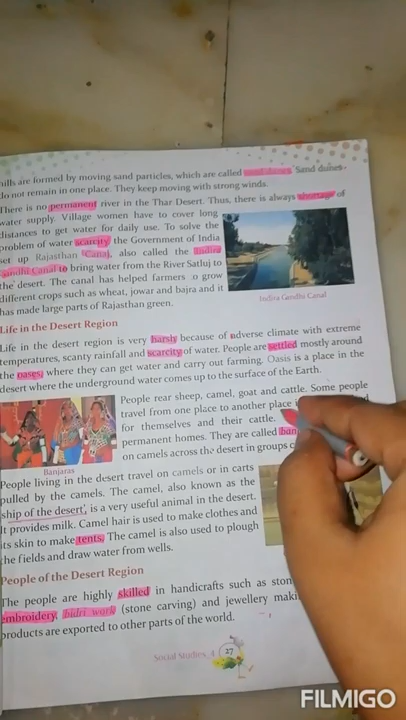 hills are formed by moving sand particles, which are called sand dunes. Sand dunes
do not remain in one place. They keep moving with strong winds.
There is no permanent river in the Thar Desert. Thus, there is always shortage of
water supply. Village women have to cover long
distances to get water for daily use. To solve the
problem of water scarcity the Government of India
set up Rajasthan Canal, also called the Indira
Gandhi Canal to bring water from the River Satluj to
the desert. The canal has helped farmers to grow
different crops such as wheat, jowar and bajra and it
has made large parts of Rajasthan green.
Indira Gandhi Canal
Life in the Desert Region
Life in the desert region is very harsh because of adverse climate with extreme
temperatures, scanty rainfall and scarcity of water. People are settled mostly around
the oases, where they can get water and carry out farming. Oasis is a place in the
desert where the underground water comes up to the surface of the Earth.
People rear sheep, camel, goat and cattle. Some people
travel from one place to another place
for themselves and their cattle.
permanent homes. They are called ban
on camels across the desert in groups
Banjaras
People living in the desert travel on camels or in carts
pulled by the camels. The camel, also known as the
ship of the desert', is a very useful animal in the desert.
It provides milk. Camel hair is used to make clothes and
its skin to make tents. The camel is also used to plough
the fields and draw water from wells.
People of the Desert Region
The people are highly skilled in handicrafts such as ston
embroidery, bidri work (stone carving) and jewellery maki
products are exported to other parts of the world.
Social Studies_4
27
FILMIGO